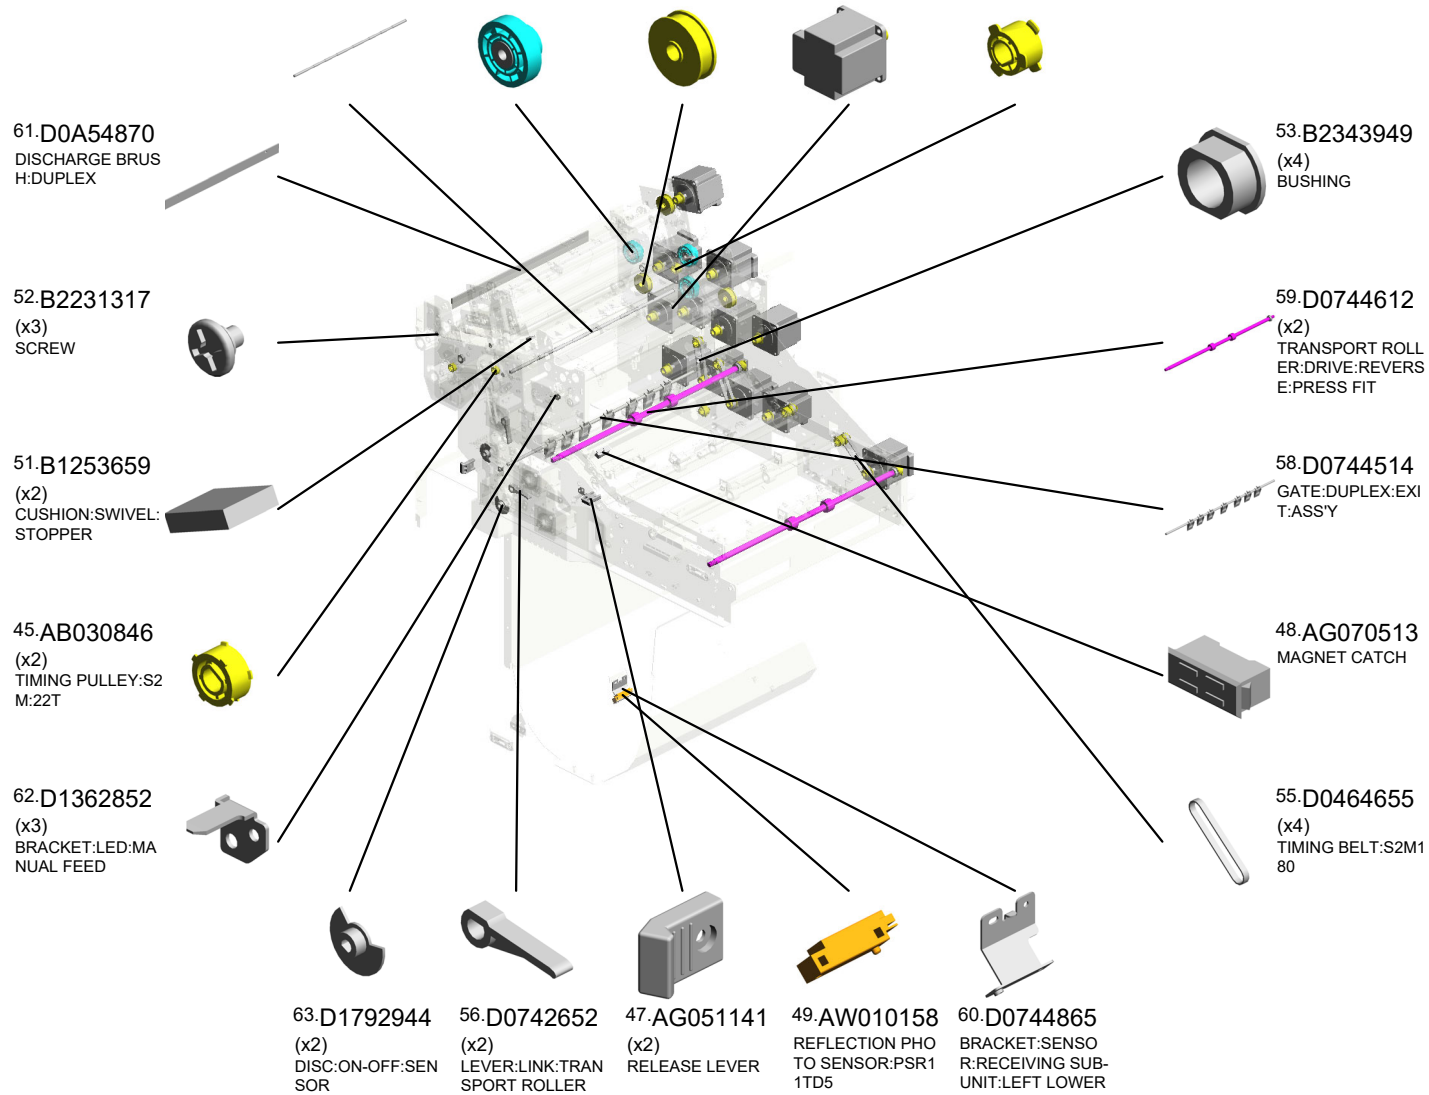 61.D0A54870
DISCHARGE BRUS
H:DUPLEX
52.B2231317
(x3)
SCREW
51.B1253659
(x2)
CUSHION:SWIVEL:
STOPPER
45.AB030846
(x2)
TIMING PULLEY:S2
M:22T
62.D1362852
(x3)
BRACKET:LED:MA
NUAL FEED
53.B2343949
(x4)
BUSHING
59.D0744612
(x2)
TRANSPORT ROLL
ER:DRIVE:REVERS
E:PRESS FIT
58.D0744514
GATE:DUPLEX:EXI
T:ASS'Y
48.AG070513
MAGNET CATCH
55.D0464655
(x4)
TIMING BELT:S2M1
80
63.D1792944
(x2)
DISC:ON-OFF:SEN
SOR
56.D0742652
(x2)
LEVER:LINK:TRAN
SPORT ROLLER
47.AG051141
(x2)
RELEASE LEVER
49.AW010158
REFLECTION PHO
TO SENSOR:PSR1
1TD5
60.D0744865
BRACKET:SENSO
R:RECEIVING SUB-
UNIT:LEFT LOWER